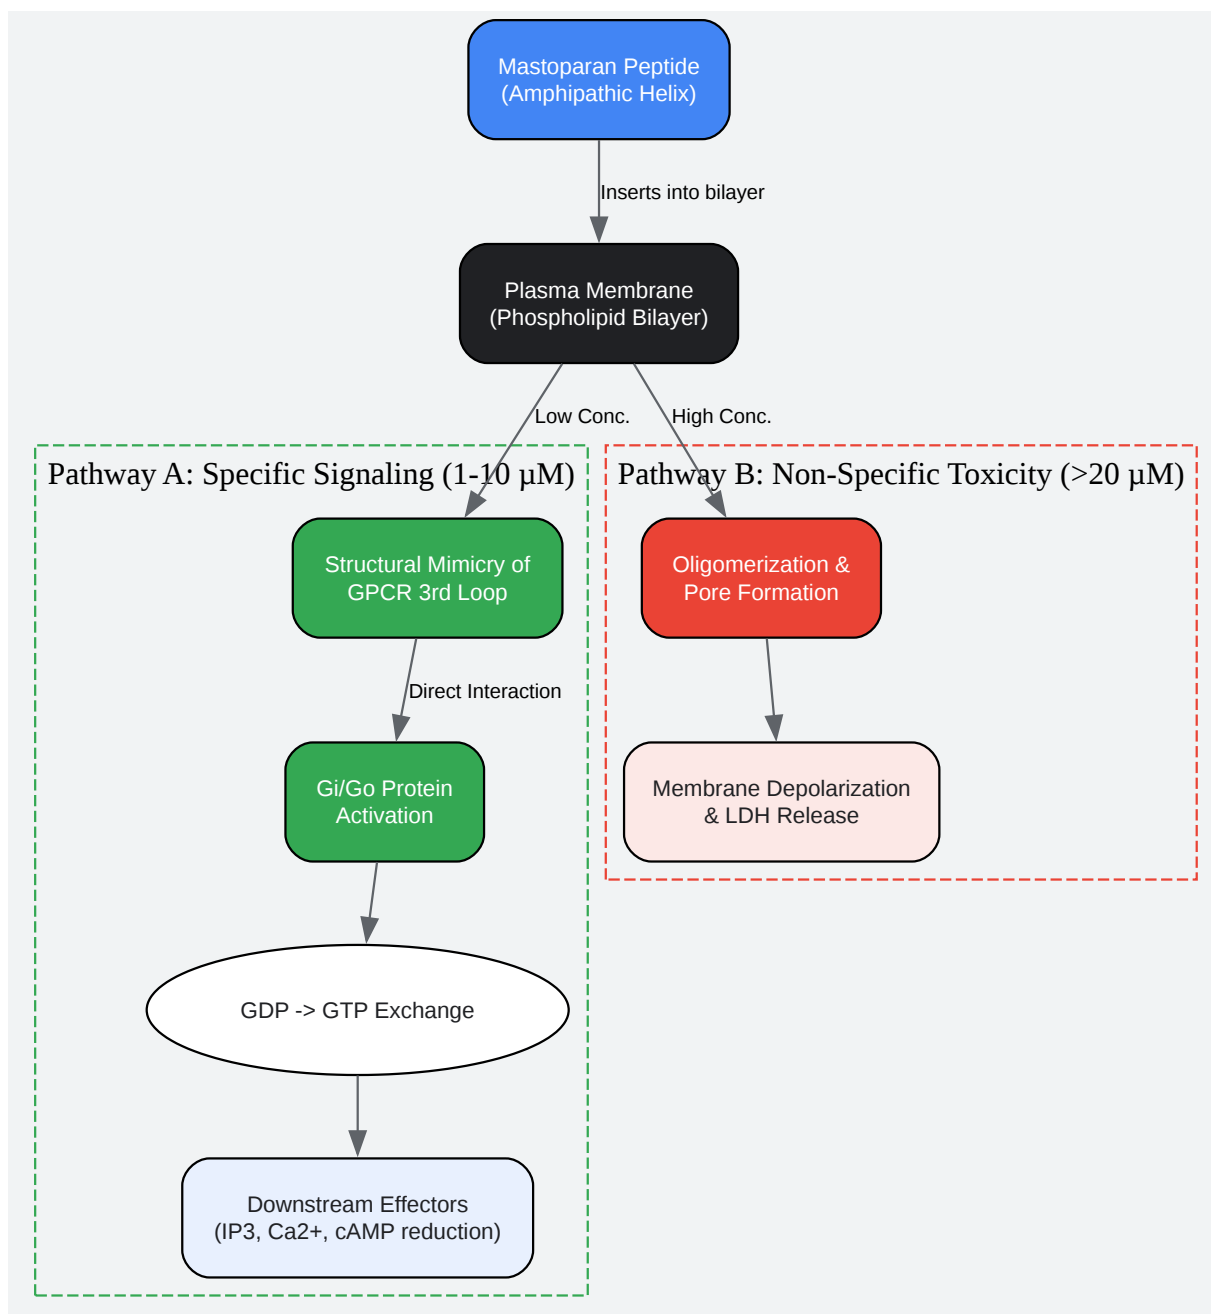 Mastoparan Peptide
(Amphipathic Helix)
Inserts into bilayer
Plasma Membrane
(Phospholipid Bilayer)
Low Conc.
High Conc.
Pathway A: Specific Signaling (1-10 µM)
Pathway B: Non-Specific Toxicity (>20 µM)
Structural Mimicry of
GPCR 3rd Loop
Oligomerization &
Pore Formation
Direct Interaction
Gi/Go Protein
Activation
Membrane Depolarization
& LDH Release
GDP -> GTP Exchange
Downstream Effectors
(IP3, Ca2+, cAMP reduction)